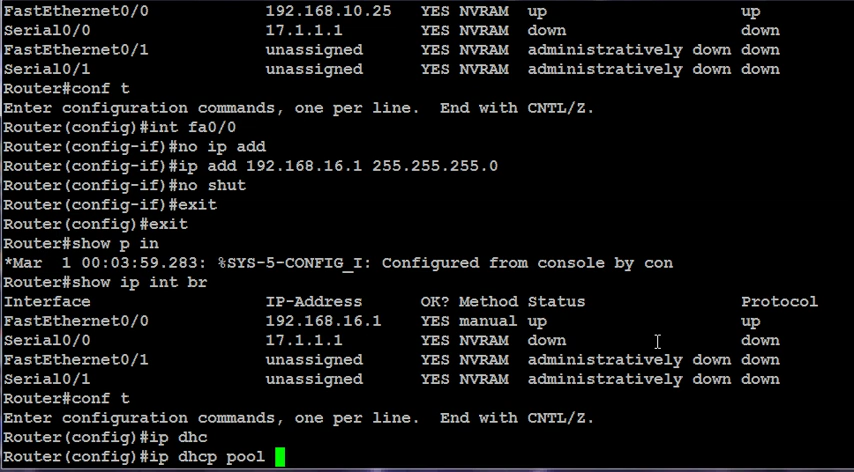 FastEthernet0/0            192.168.10.25   YES NVRAM  up                    up
Serial0/0                  17.1.1.1        YES NVRAM  down                  down
FastEthernet0/1            unassigned      YES NVRAM  administratively down down
Serial0/1                  unassigned      YES NVRAM  administratively down down
Router#conf t
Enter configuration commands, one per line.  End with CNTL/Z.
Router(config)#int fa0/0
Router(config-if)#no ip add
Router(config-if)#ip add 192.168.16.1 255.255.255.0
Router(config-if)#no shut
Router(config-if)#exit
Router(config)#exit
Router#show p in
*Mar  1 00:03:59.283: %SYS-5-CONFIG_I: Configured from console by con
Router#show ip int br
Interface                  IP-Address      OK? Method Status                Protocol
FastEthernet0/0            192.168.16.1    YES manual up                    up
Serial0/0                  17.1.1.1        YES NVRAM  down                  down
FastEthernet0/1            unassigned      YES NVRAM  administratively down down
Serial0/1                  unassigned      YES NVRAM  administratively down down
Router#conf t
Enter configuration commands, one per line.  End with CNTL/Z.
Router(config)#ip dhc
Router(config)#ip dhcp pool